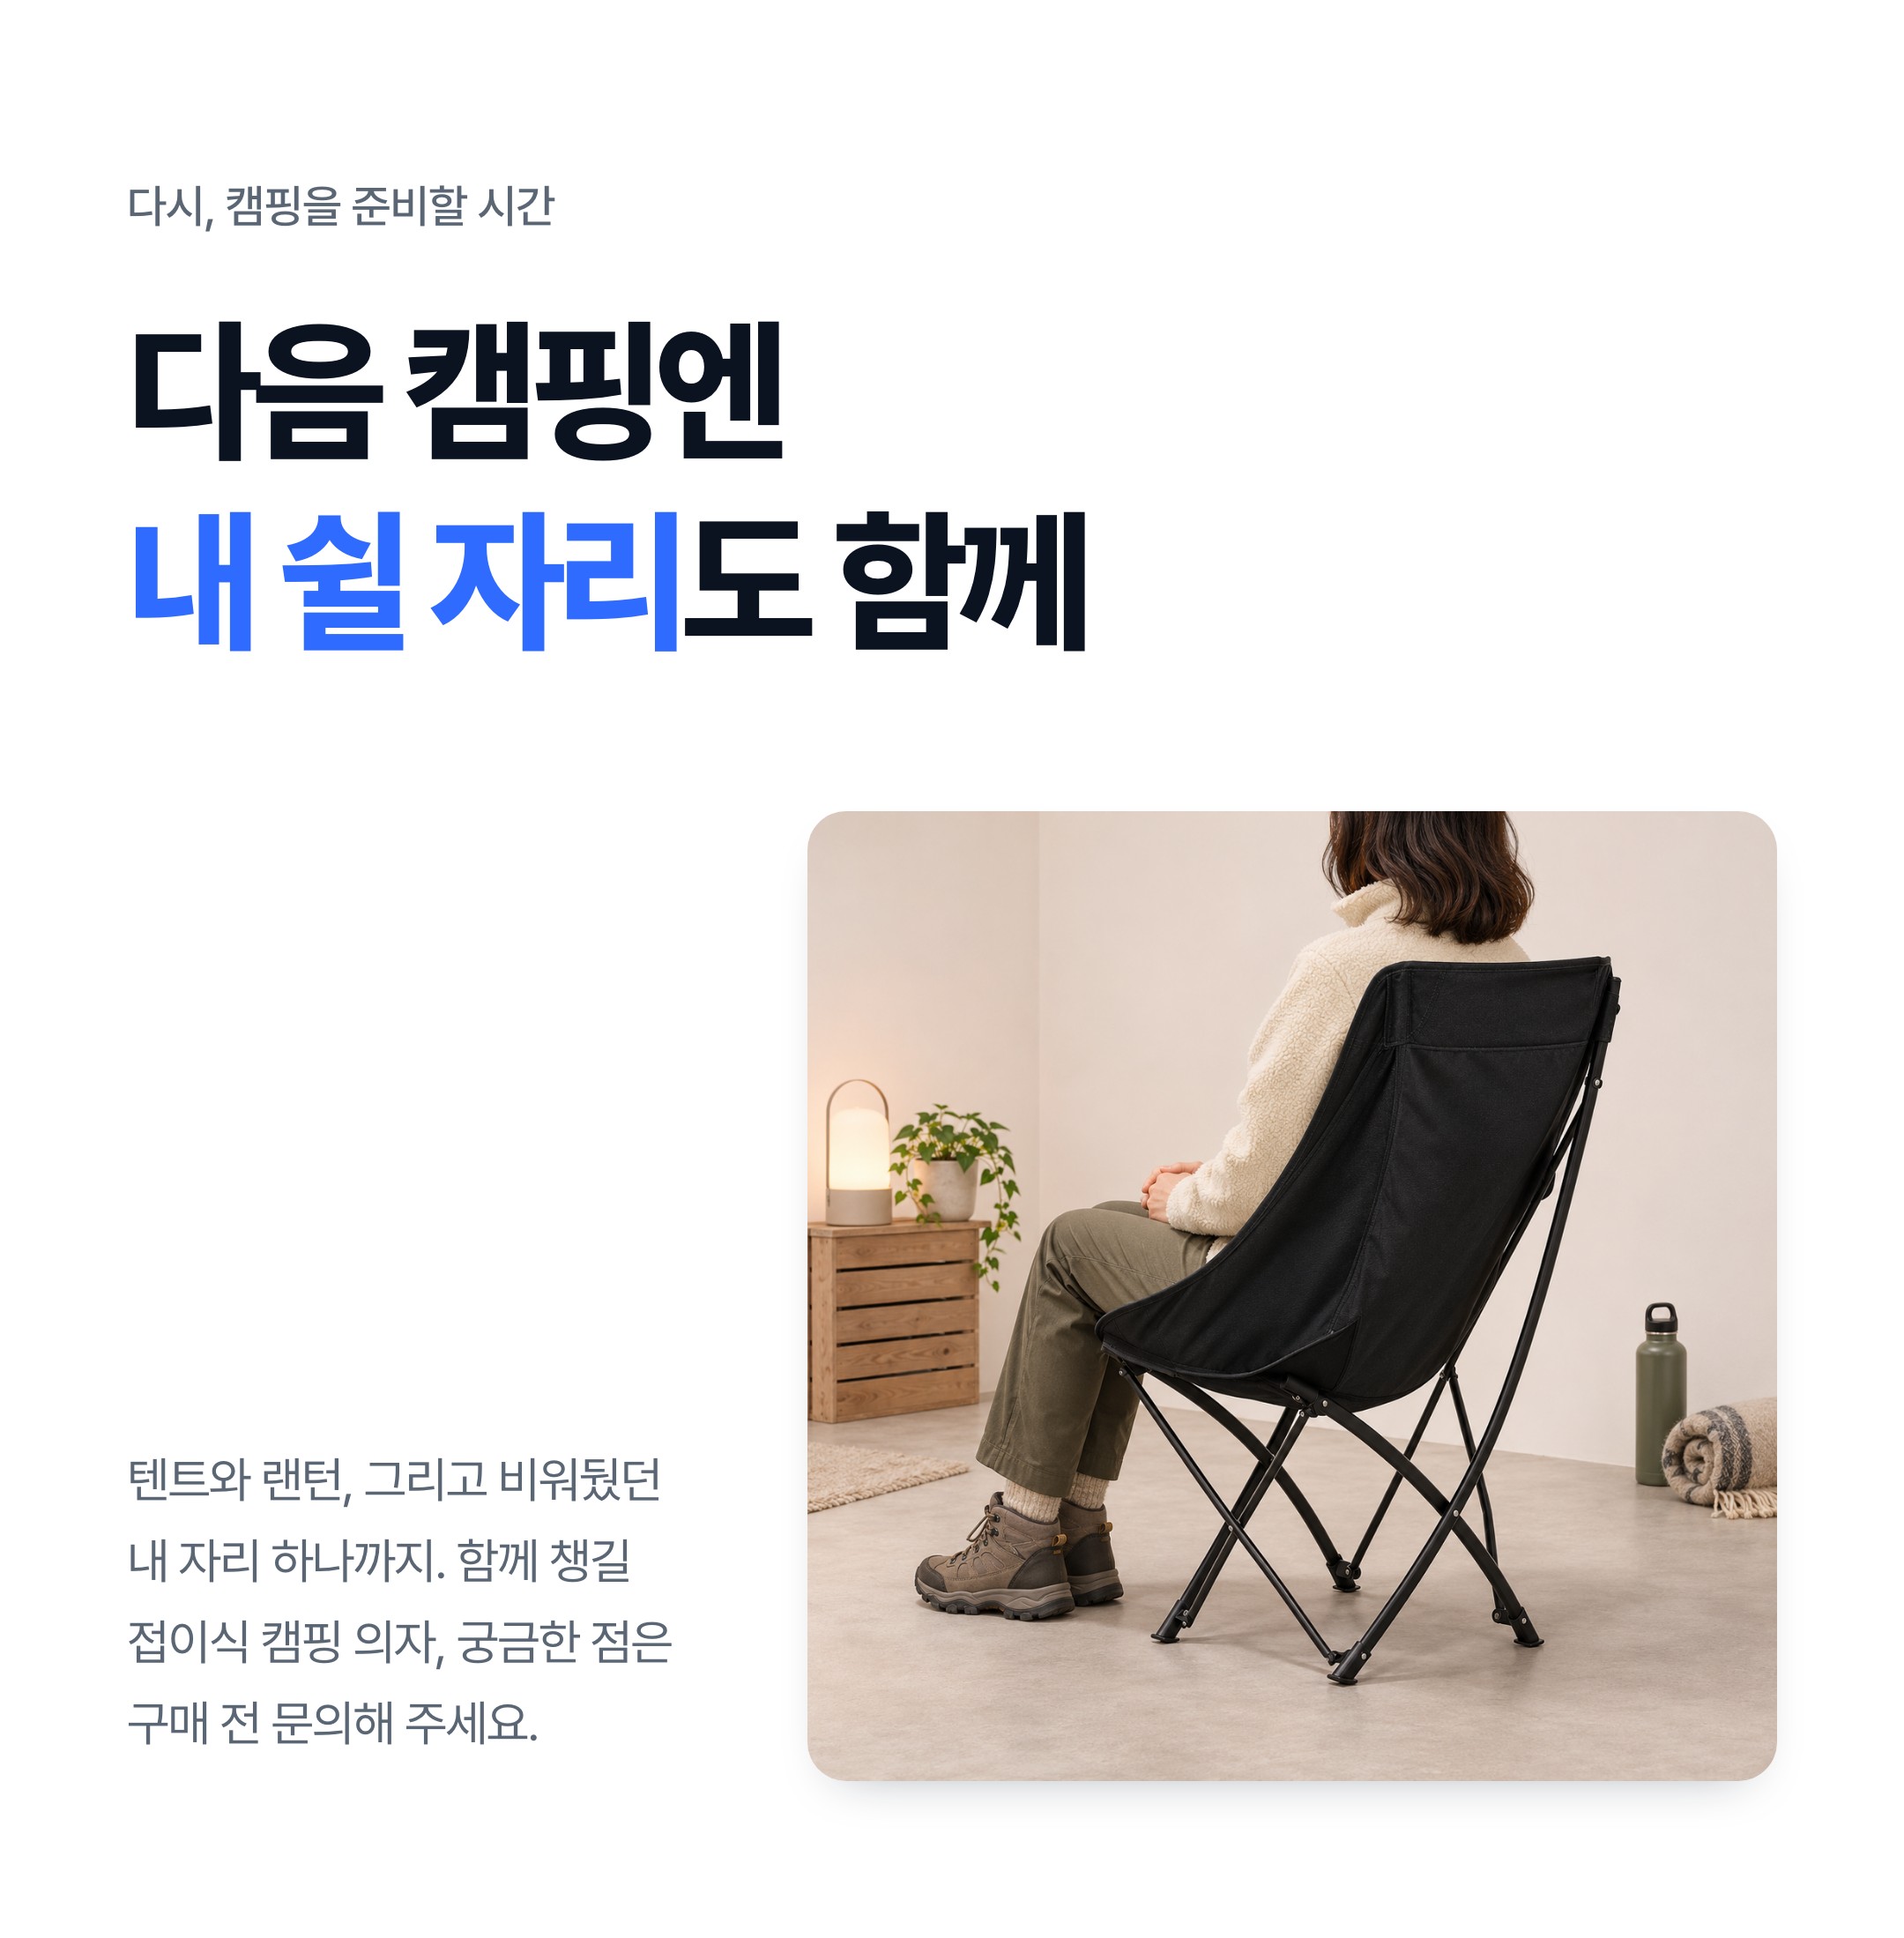 다시, 캠핑을 준비할 시간
다음 캠핑엔
내 쉴 자리도 함께
텐트와 랜턴, 그리고 비워뒀던
내 자리 하나까지. 함께 챙길
접이식 캠핑 의자, 궁금한 점은
구매 전 문의해 주세요.